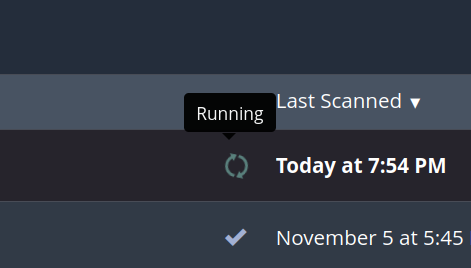 Last Scanned ▼
Running
Today at 7:54 PM
November 5 at 5:45